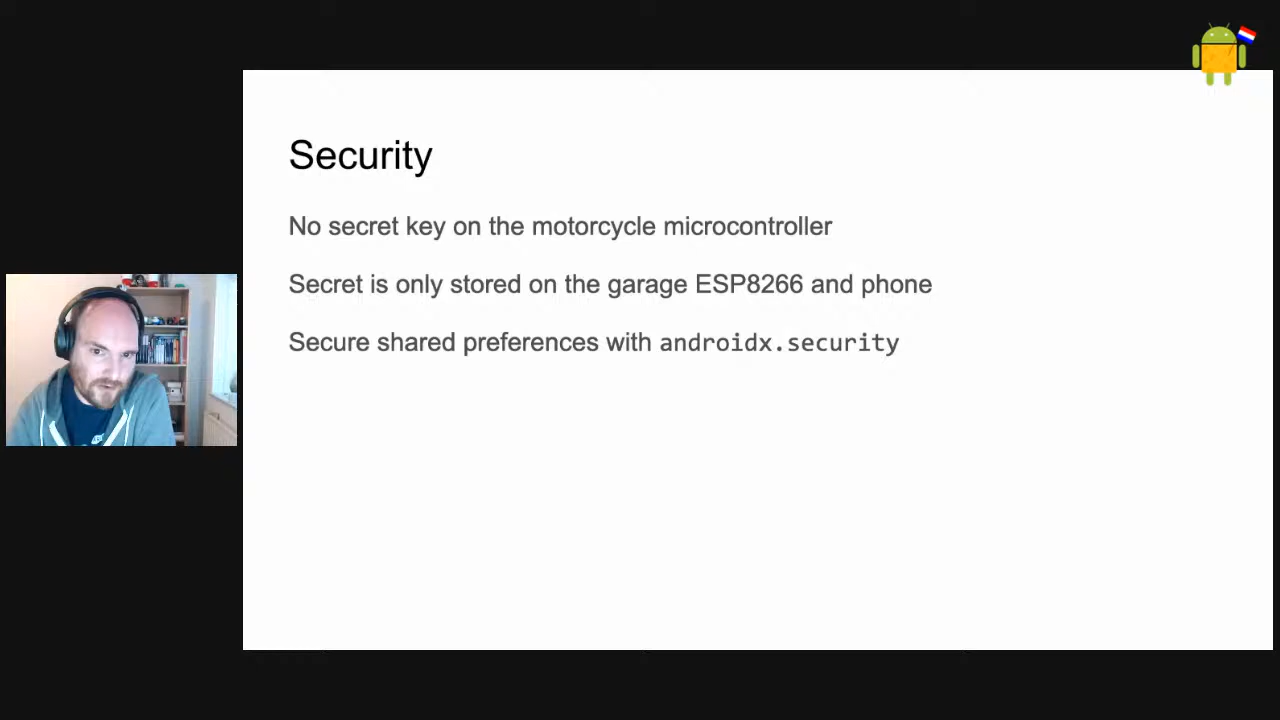 Security
No secret key on the motorcycle microcontroller
Secret is only stored on the garage ESP8266 and phone
Secure shared preferences with androidx.security